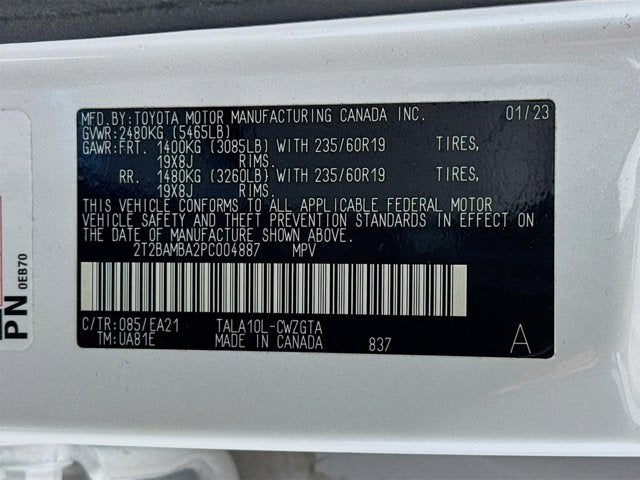 MFD.BY:TOYOTA MOTOR MANUFACTURING CANADA INC. 01/23
GVWR:2480KG (5465LB)
GAWR:FRT. 1400KG (3085LB) WITH 235/60R19 TIRES,
19X8J RIMS.
RR. 1480KG (3260LB) WITH 235/60R19 TIRES,
19X8J RIMS.
THIS VEHICLE CONFORMS TO ALL APPLICABLE FEDERAL MOTOR
VEHICLE SAFETY AND THEFT PREVENTION STANDARDS IN EFFECT ON
THE DATE OF MANUFACTURE SHOWN ABOVE.
2T2BAMBA2PC004887 MPV
C/TR:085/EA21 TALA10L-CWZGTA
TM:UA81E MADE IN CANADA 837 A
PN 0EB70